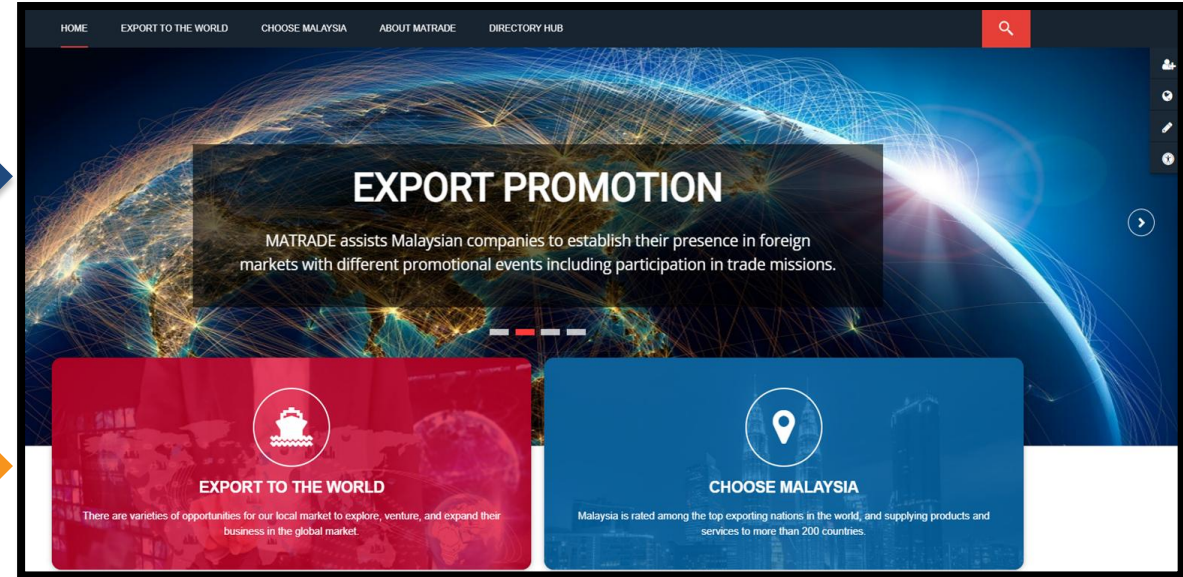 HOME EXPORT TO THE WORLD CHOOSE MALAYSIA ABOUT MATRADE DIRECTORY HUB
EXPORT PROMOTION
MATRADE assists Malaysian companies to establish their presence in foreign
markets with different promotional events including participation in trade missions.
EXPORT TO THE WORLD
There are varieties of opportunities for our local market to explore, venture, and expand their
business in the global market.
CHOOSE MALAYSIA
Malaysia is rated among the top exporting nations in the world, and supplying products and
services to more than 200 countries.